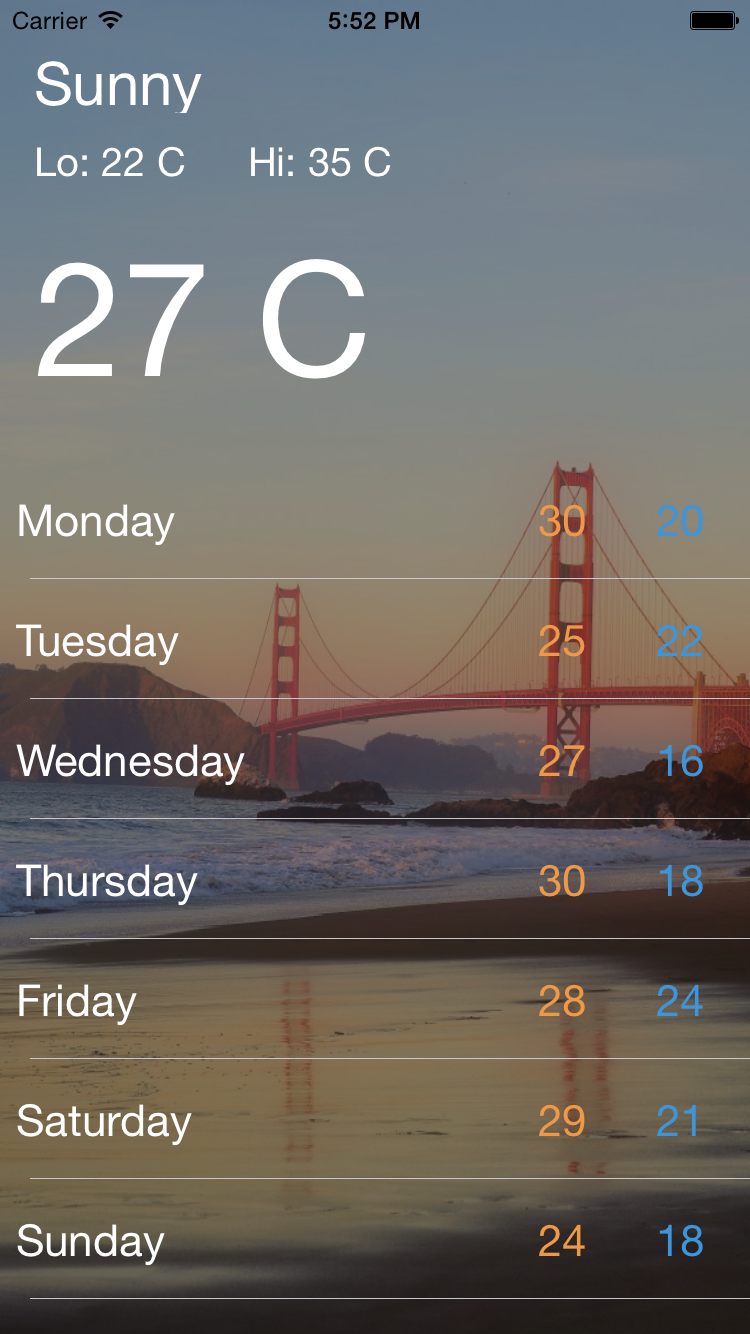 Carrier 5:52 PM
Sunny
Lo: 22 C Hi: 35 C
27 C
Monday 30 20
Tuesday 25 22
Wednesday 27 16
Thursday 30 18
Friday 28 24
Saturday 29 21
Sunday 24 18